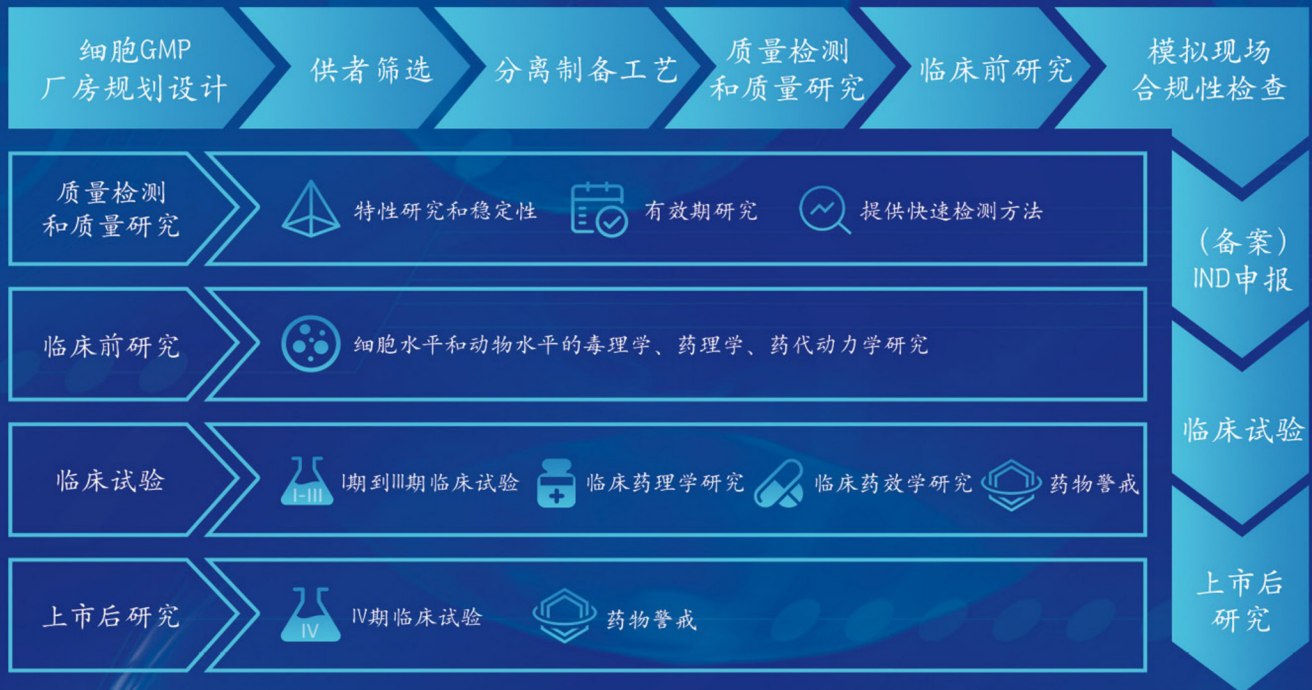 细胞GMP
厂房规划设计
供者筛选
分离制备工艺
质量检测
和质量研究
临床前研究
模拟现场
合规性检查
质量检测
和质量研究
特性研究和稳定性
有效期研究
提供快速检测方法
(备案)
IND申报
临床前研究
细胞水平和动物水平的毒理学、药理学、药代动力学研究
临床试验
临床试验
I-III
I期到III期临床试验
临床药理学研究
临床药效学研究
药物警戒
上市后
研究
上市后研究
IV
IV期临床试验
药物警戒